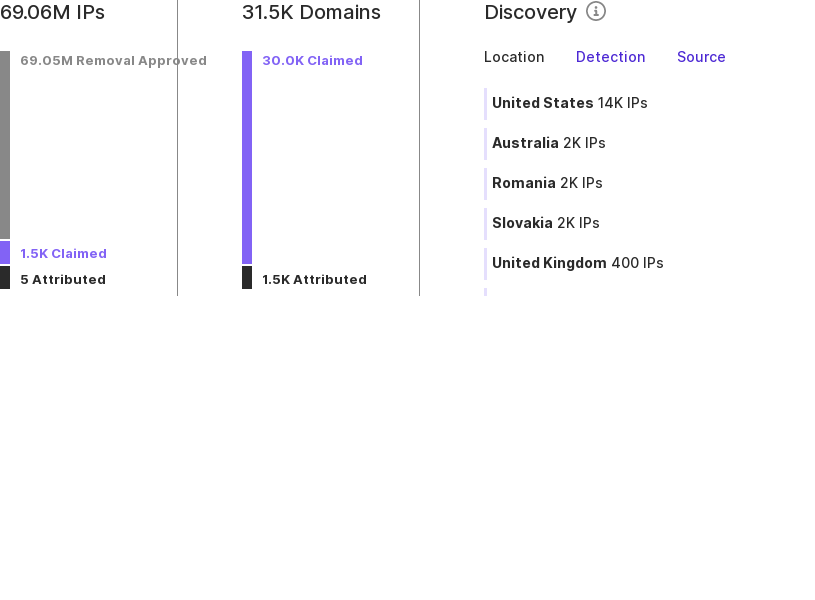 69.06M IPs
69.05M Removal Approved
1.5K Claimed
5 Attributed
31.5K Domains
30.0K Claimed
1.5K Attributed
Discovery
Location Detection Source
United States 14K IPs
Australia 2K IPs
Romania 2K IPs
Slovakia 2K IPs
United Kingdom 400 IPs